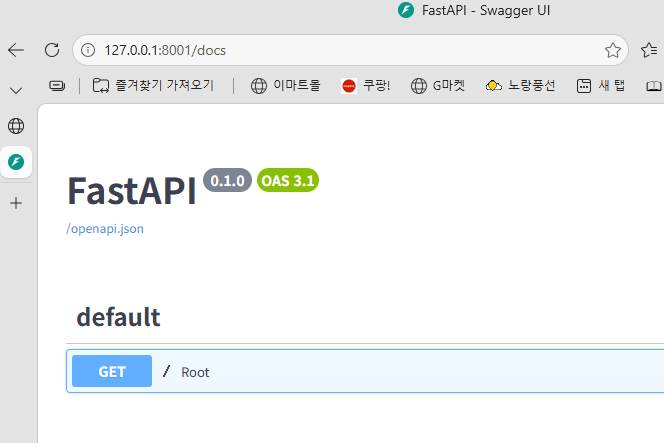 FastAPI - Swagger UI
127.0.0.1:8001/docs
즐겨찾기 가져오기 이마트몰 쿠팡! G마켓 노랑풍선 새 탭
FastAPI 0.1.0 OAS 3.1
/openapi.json
default
GET / Root